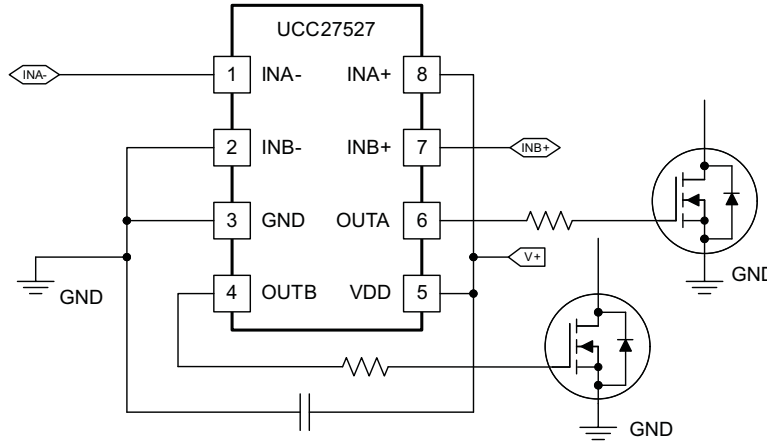 UCC27527
INA-
1 INA- INA+ 8
2 INB- INB+ 7
INB+
3 GND OUTA 6
V+
GND
GND
4 OUTB VDD 5
GND